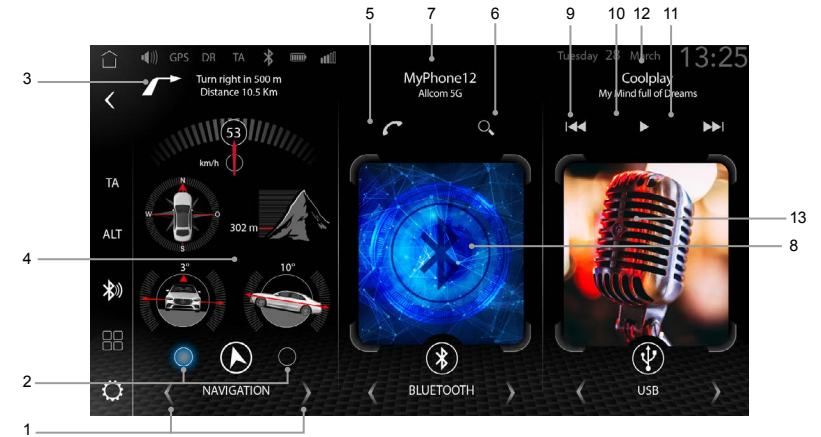 5
7
6
9
10
12
11
GPS DR TA
Tuesday 28 March 13:25
3
Turn right in 500 m
Distance 10.5 Km
MyPhone12
Allcom 5G
Coolplay
My Mind full of Dreams
53
km/h
TA
N
W
O
S
ALT
302 m
13
8
4
3°
10°
2
NAVIGATION
BLUETOOTH
USB
1